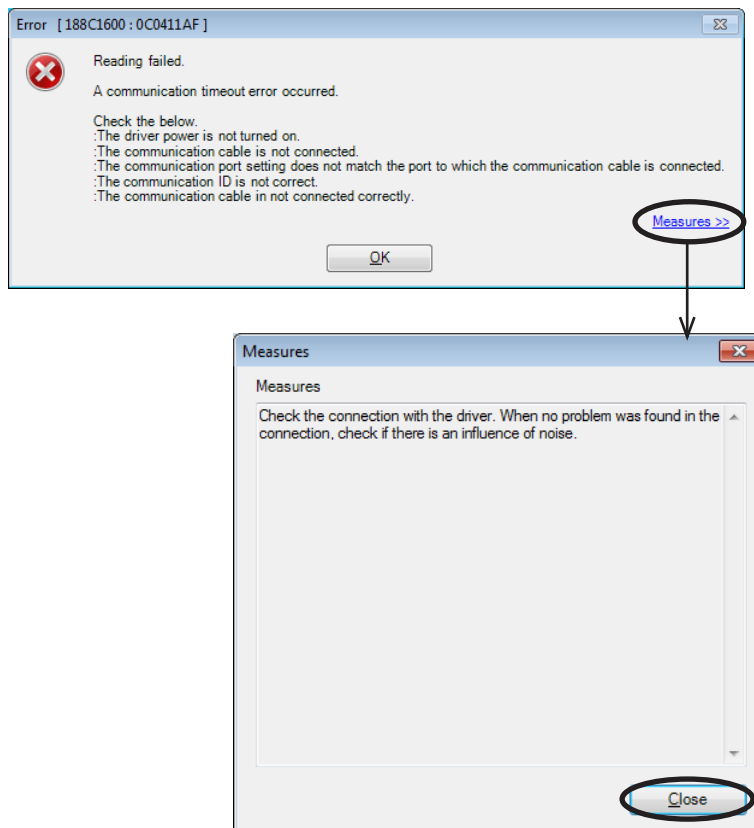 Error [188C1600 : 0C0411AF]
Reading failed.
A communication timeout error occurred.
Check the below.
:The driver power is not turned on.
:The communication cable is not connected.
:The communication port setting does not match the port to which the communication cable is connected.
:The communication ID is not correct.
:The communication cable in not connected correctly.
Measures >>
OK
Measures
Measures
Check the connection with the driver. When no problem was found in the
connection, check if there is an influence of noise.
Close